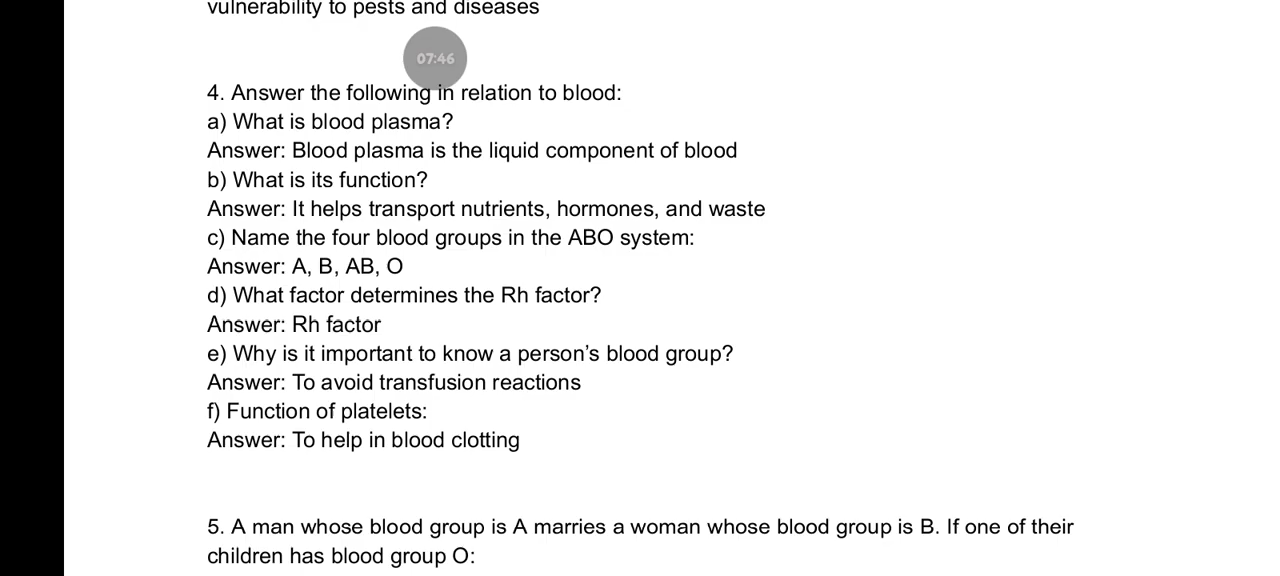 vulnerability to pests and diseases
07:46
4. Answer the following in relation to blood:
a) What is blood plasma?
Answer: Blood plasma is the liquid component of blood
b) What is its function?
Answer: It helps transport nutrients, hormones, and waste
c) Name the four blood groups in the ABO system:
Answer: A, B, AB, O
d) What factor determines the Rh factor?
Answer: Rh factor
e) Why is it important to know a person’s blood group?
Answer: To avoid transfusion reactions
f) Function of platelets:
Answer: To help in blood clotting
5. A man whose blood group is A marries a woman whose blood group is B. If one of their
children has blood group O: